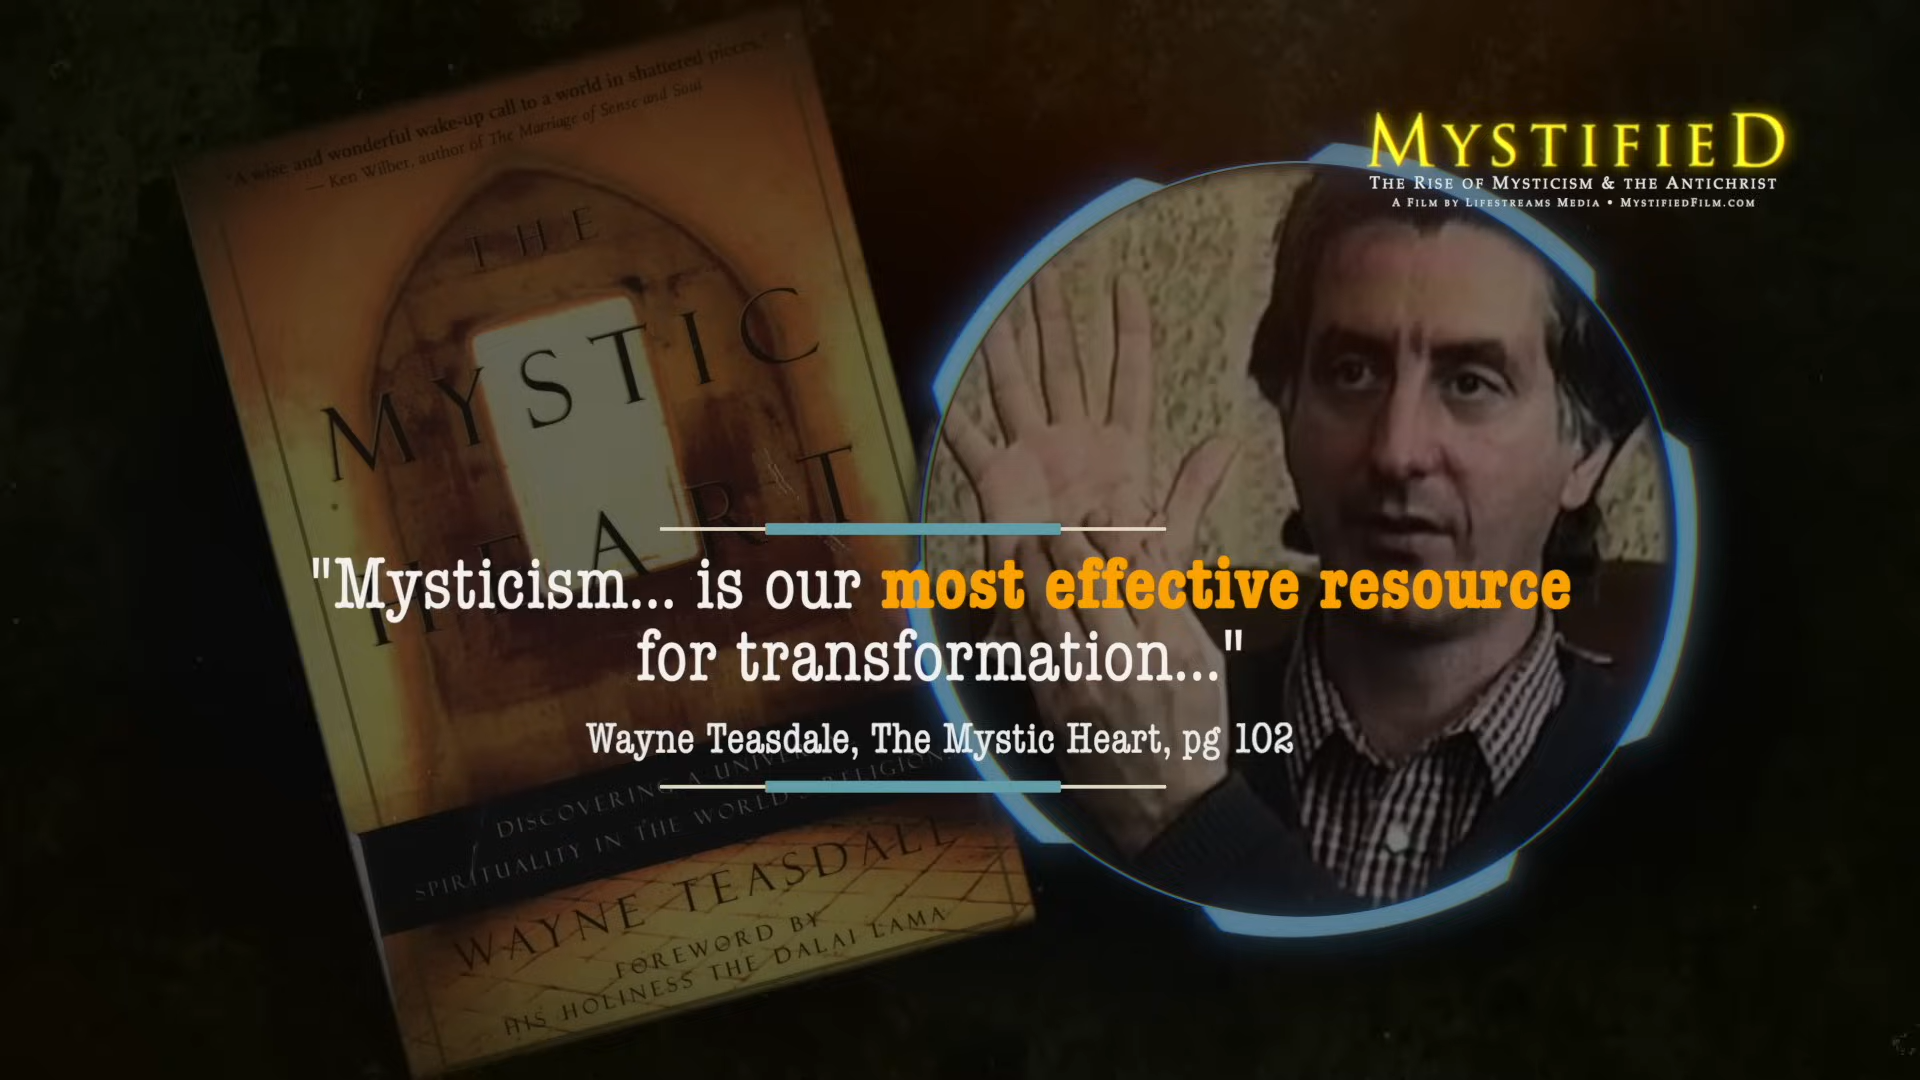 "A wise and wonderful wake-up call to a world in shattered pieces."
— Ken Wilber, author of The Marriage of Sense and Soul
THE
MYSTIC
HEART
MYSTIFIED
THE RISE OF MYSTICISM & THE ANTICHRIST
A FILM BY LIFESTREAMS MEDIA • MYSTIFIEDFILM.COM
"Mysticism... is our most effective resource
for transformation..."
Wayne Teasdale, The Mystic Heart, pg 102
DISCOVERING A UNIVERSAL
SPIRITUALITY IN THE WORLD'S RELIGIONS
WAYNE TEASDALE
FOREWORD BY
HIS HOLINESS THE DALAI LAMA